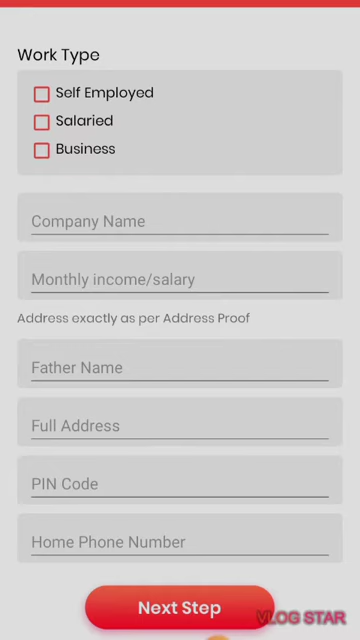 Work Type
Self Employed
Salaried
Business
Company Name
Monthly income/salary
Address exactly as per Address Proof
Father Name
Full Address
PIN Code
Home Phone Number
Next Step
VLOG STAR